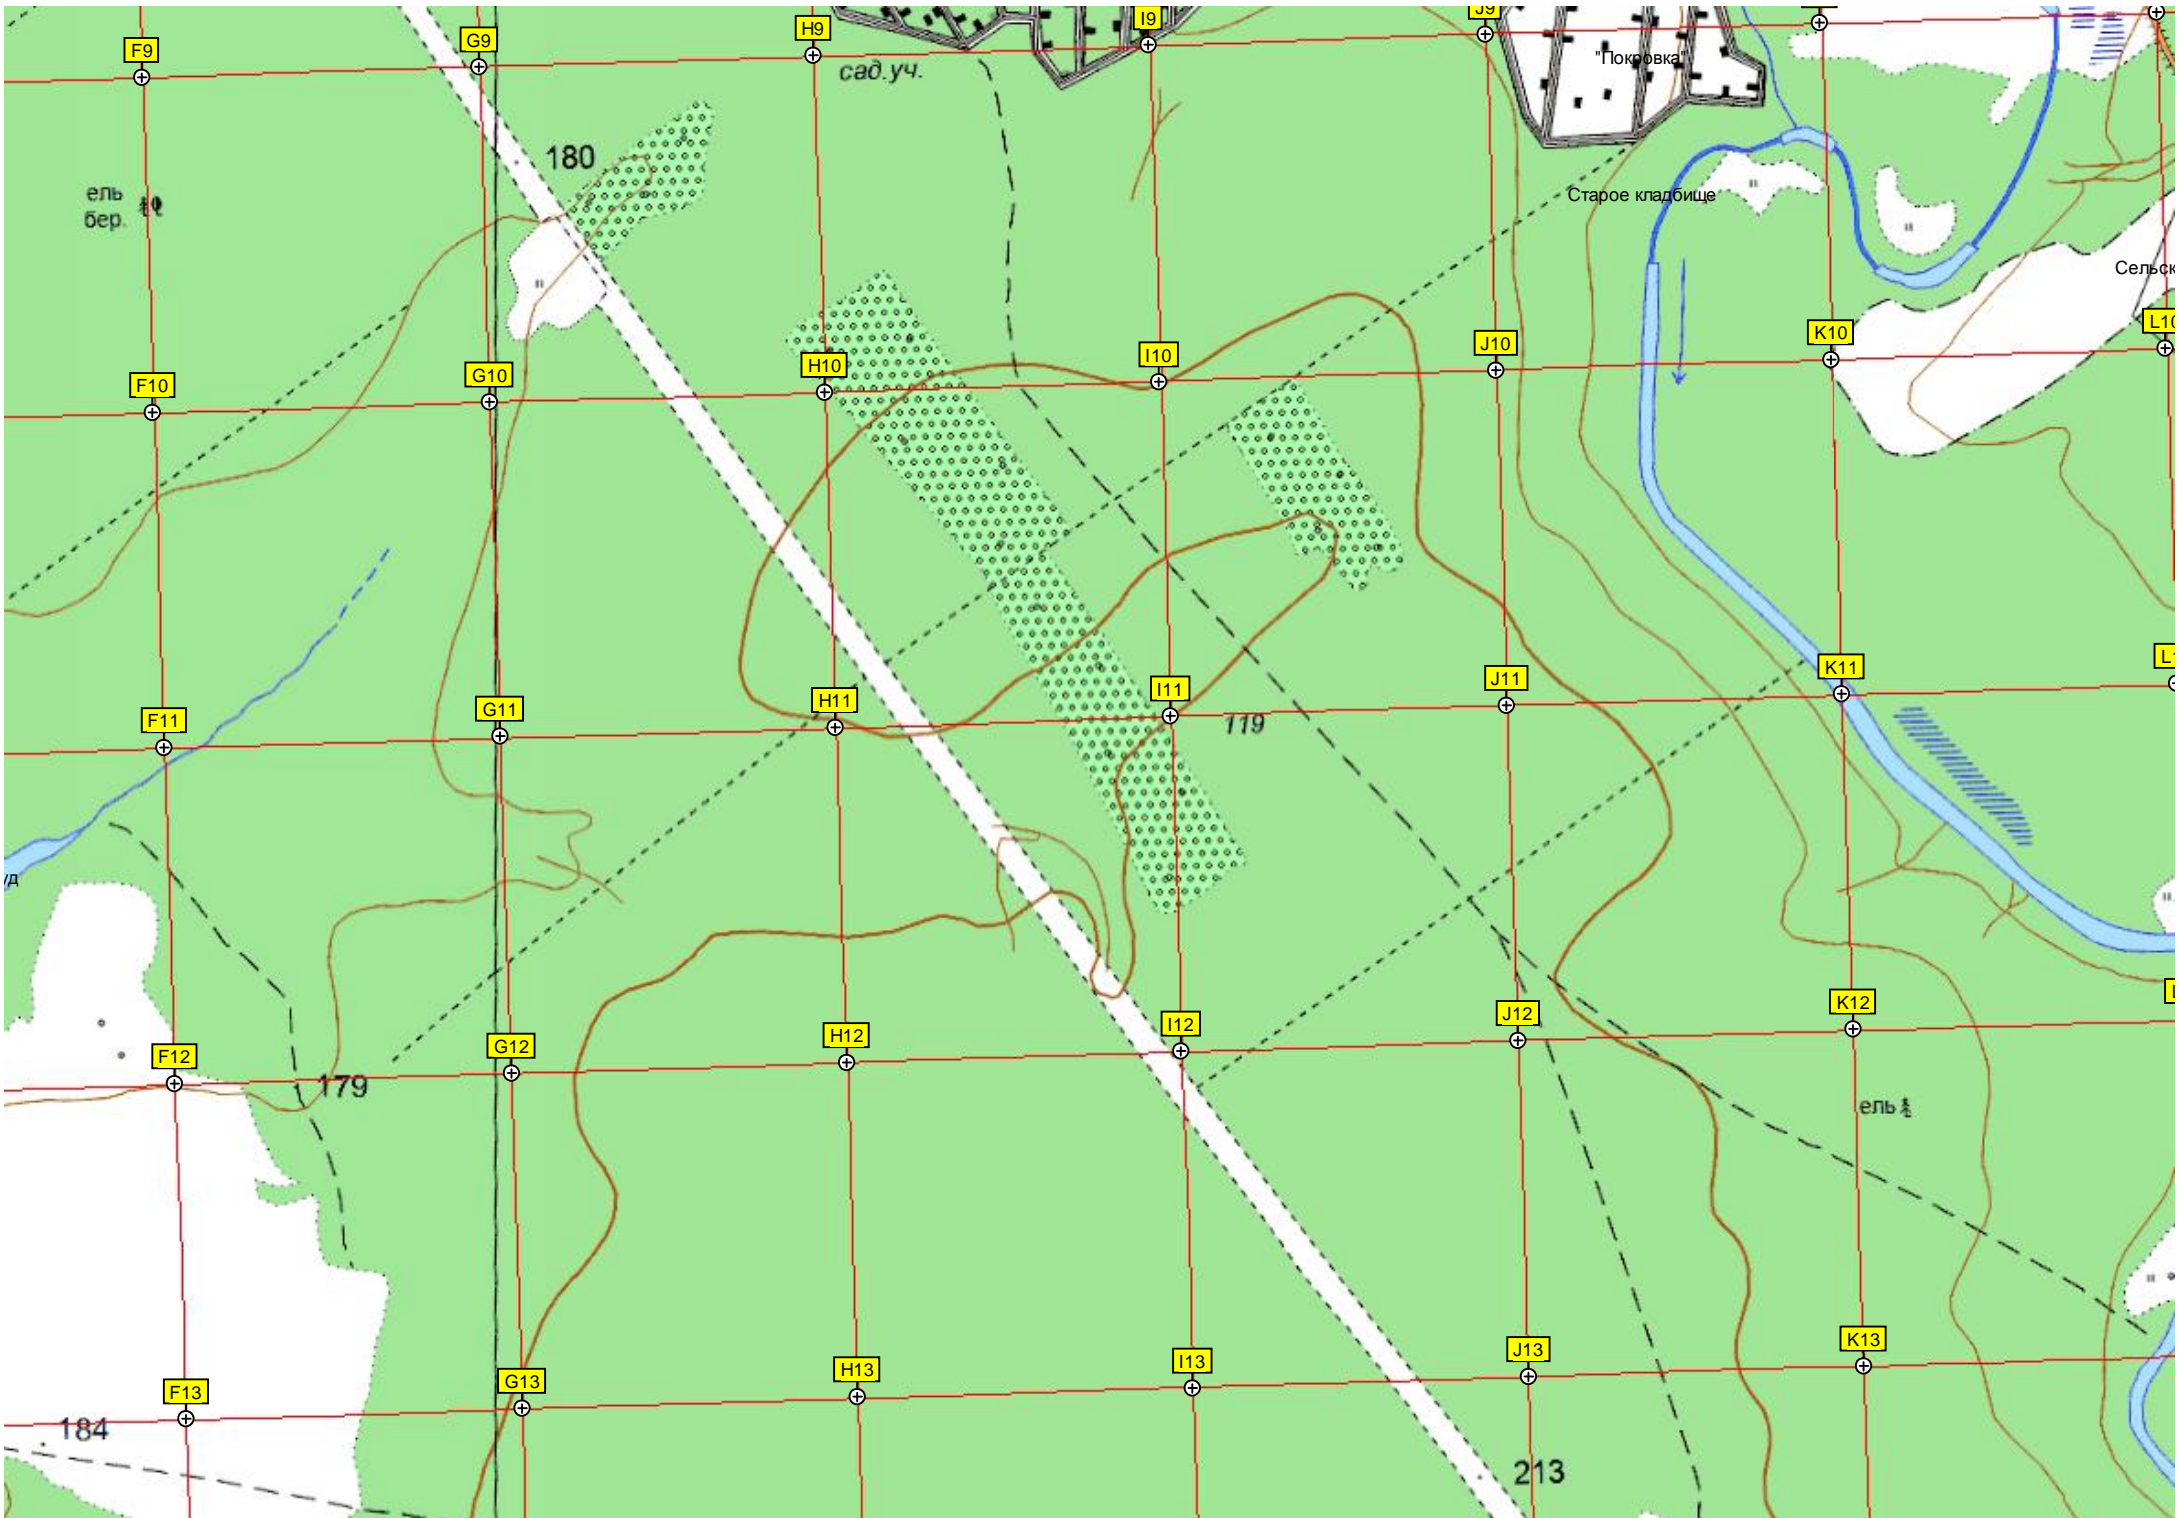 F9
G9
H9
I9
J9
сад.уч.
"Покровка"
180
ель
бер.
Старое кладбище
Сельск
F10
G10
H10
I10
J10
K10
L10
F11
G11
H11
I11
J11
K11
119
F12
G12
H12
I12
J12
K12
179
ель
F13
G13
H13
I13
J13
K13
184
213